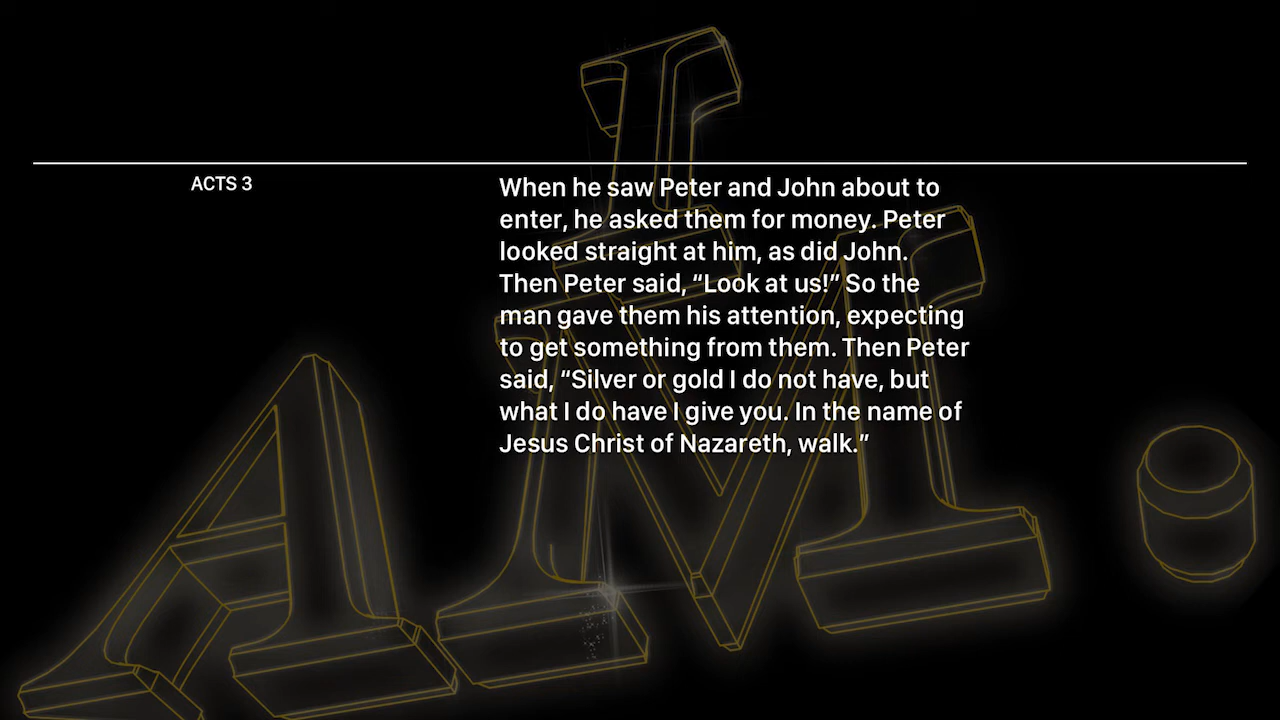 I
AM.
ACTS 3
When he saw Peter and John about to
enter, he asked them for money. Peter
looked straight at him, as did John.
Then Peter said, “Look at us!” So the
man gave them his attention, expecting
to get something from them. Then Peter
said, “Silver or gold I do not have, but
what I do have I give you. In the name of
Jesus Christ of Nazareth, walk.”